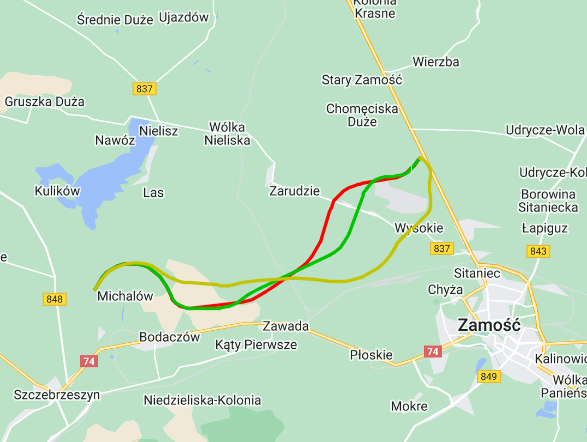 Kolonia
Krasne
Średnie Duże
Ujazdów
Wierzba
Stary Zamość
837
Gruszka Duża
Chomęciska
Duże
Nielisz
Wólka
Nieliska
Udrycze-Wola
Nawóz
Udrycze-Kol
Kulików
Las
Zarudzie
Borowina
Sitaniecka
Wysokie
Łapiguz
837
843
e
Sitaniec
Michalów
848
Chyża
Zamość
Zawada
Bodaczów
Kąty Pierwsze
Płoskie
74
74
Kalinowic
849
Wólka
Panieńs
Szczebrzeszyn
Niedzieliska-Kolonia
Mokre